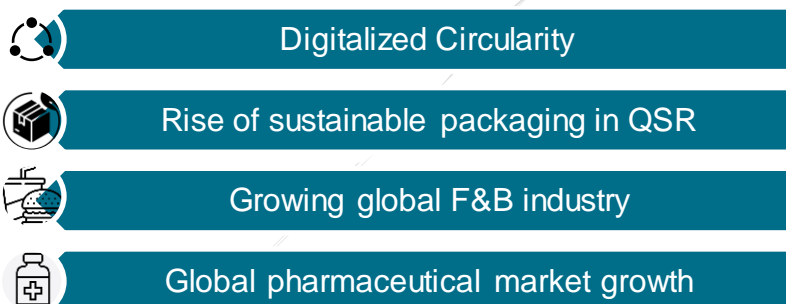 Digitalized Circularity
Rise of sustainable packaging in QSR
Growing global F&B industry
Global pharmaceutical market growth